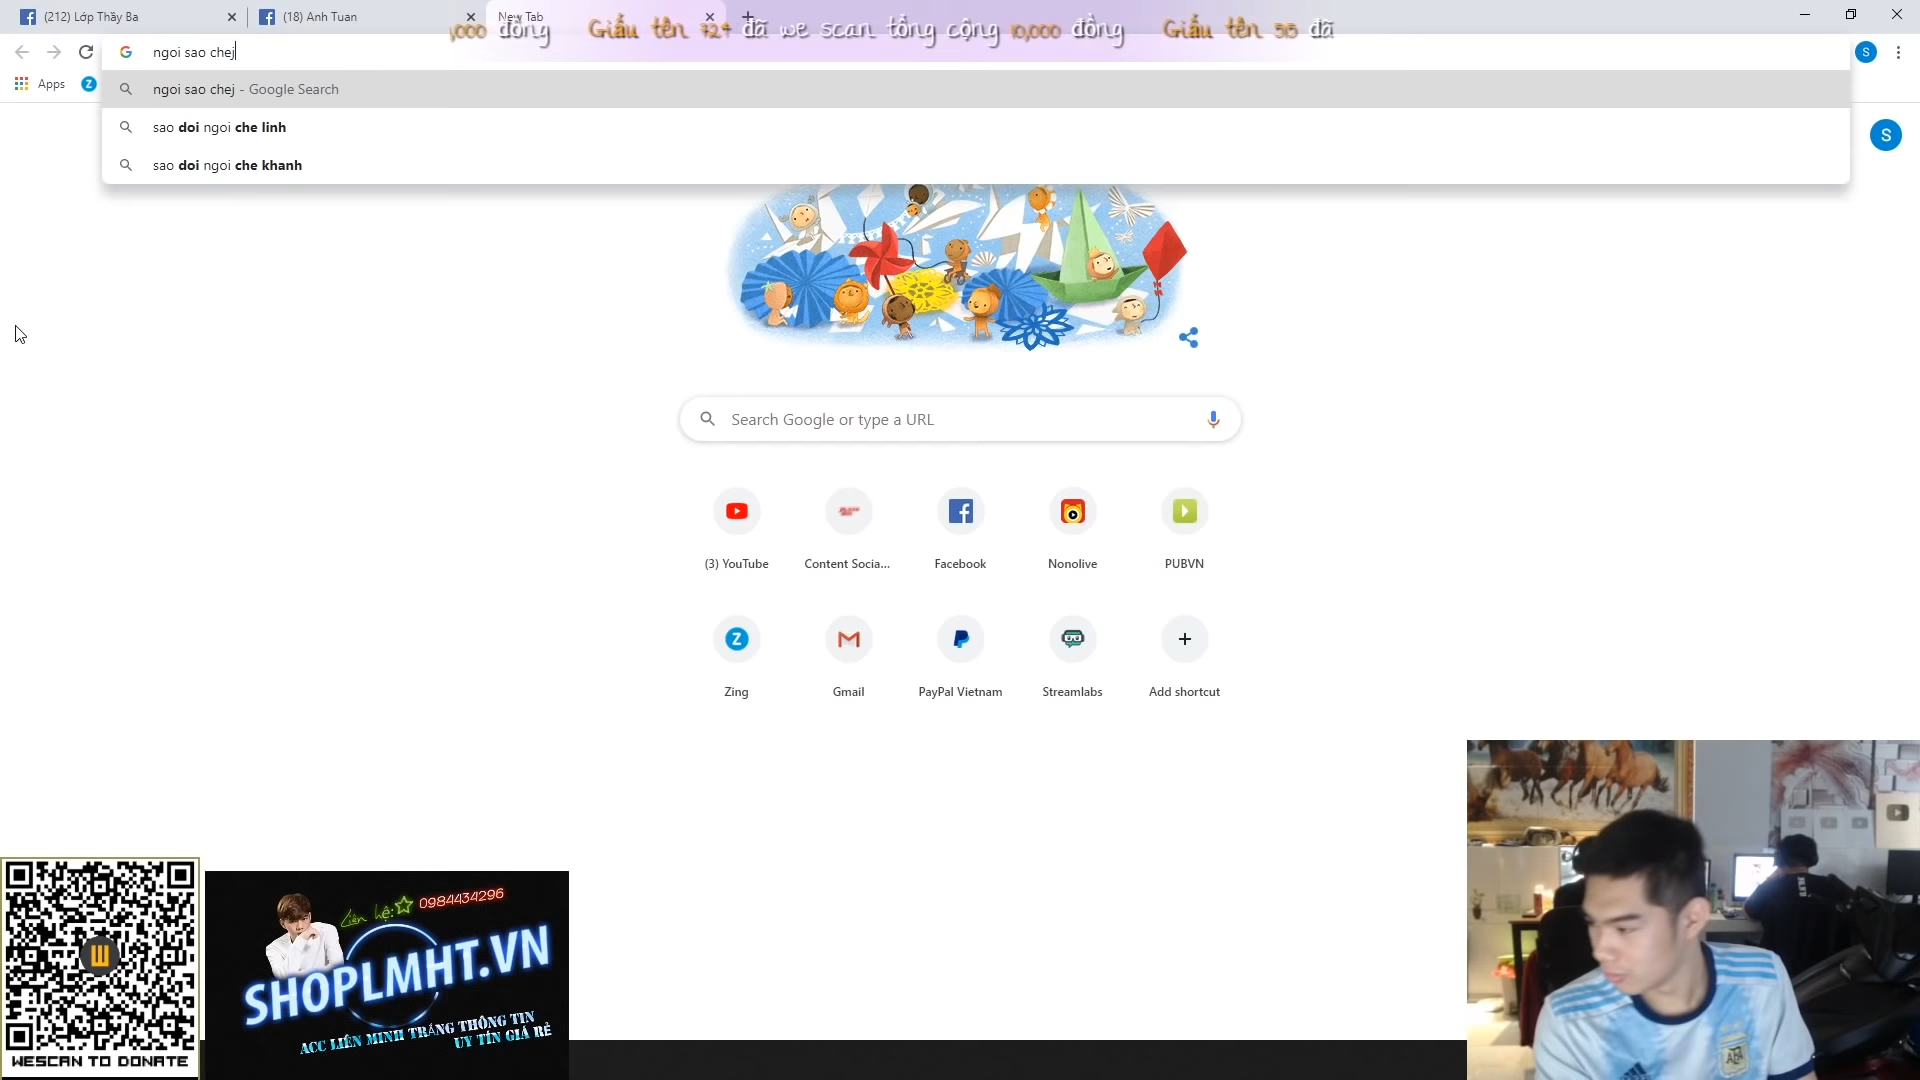 (212) Lớp Thầy Ba
(18) Anh Tuan
New Tab
,000 đồng Giấu tên 724 đã we scan tổng cộng 10,000 đồng Giấu tên 515 đã
ngoi sao chej
S
Apps
ngoi sao chej - Google Search
sao doi ngoi che linh
sao doi ngoi che khanh
S
Search Google or type a URL
(3) YouTube
Content Socia...
Facebook
Nonolive
PUBVN
Zing
Gmail
PayPal Vietnam
Streamlabs
Add shortcut
WESCAN TO DONATE
Liên hệ: 0984434296
SHOPLMHT.VN
ACC LIÊN MINH TRẮNG THÔNG TIN
UY TÍN GIÁ RẺ